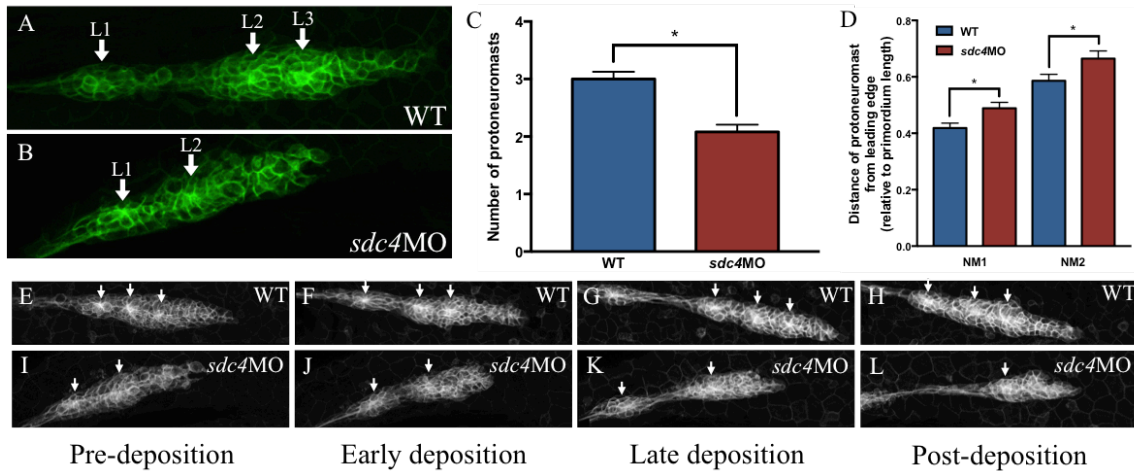 A
L1
L2
L3
WT
B
L1
L2
sdc4MO
C
Number of protoneuromasts
4
3
2
1
0
*
WT
sdc4MO
D
Distance of protoneuromast
from leading edge
(relative to primordium length)
0.8
0.6
0.4
0.2
0.0
WT
sdc4MO
*
*
NM1
NM2
E
WT
F
WT
G
WT
H
WT
I
sdc4MO
J
sdc4MO
K
sdc4MO
L
sdc4MO
Pre-deposition
Early deposition
Late deposition
Post-deposition